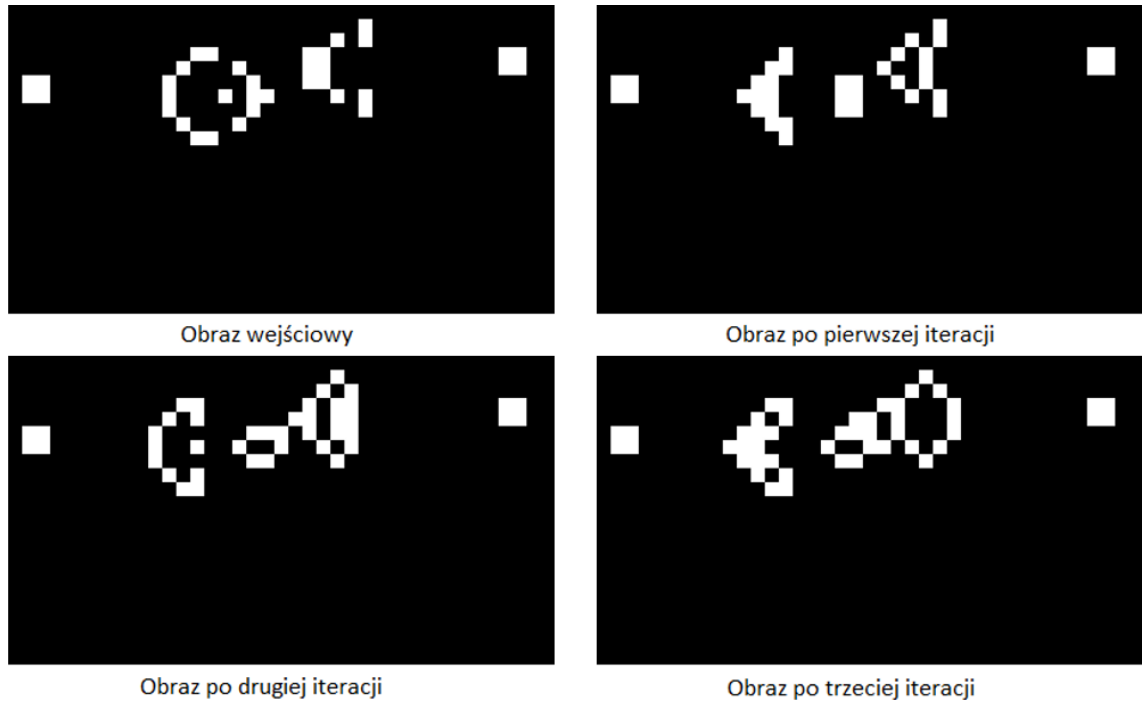 Obraz wejściowy
Obraz po pierwszej iteracji
Obraz po drugiej iteracji
Obraz po trzeciej iteracji